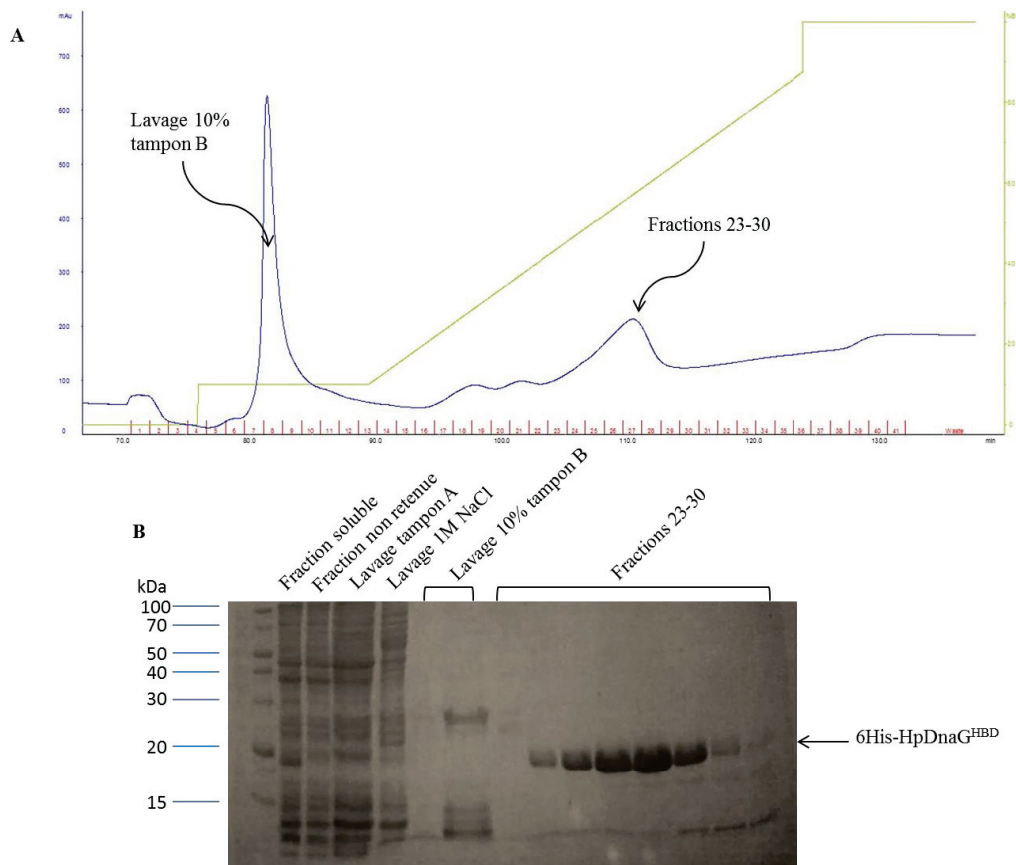 A
mAu
%B
700
600
500
400
300
200
100
0
80
60
40
20
0
Lavage 10%
tampon B
Fractions 23-30
1 2 3 4 5 6 7 8 9 10 11 12 13 14 15 16 17 18 19 20 21 22 23 24 25 26 27 28 29 30 31 32 33 34 35 36 37 38 39 40 41 Waste
70.0 80.0 90.0 100.0 110.0 120.0 130.0 min
B
Fraction soluble
Fraction non retenue
Lavage tampon A
Lavage 1M NaCl
Lavage 10% tampon B
Fractions 23-30
kDa
100
70
50
40
30
20
15
6His-HpDnaG^HBD